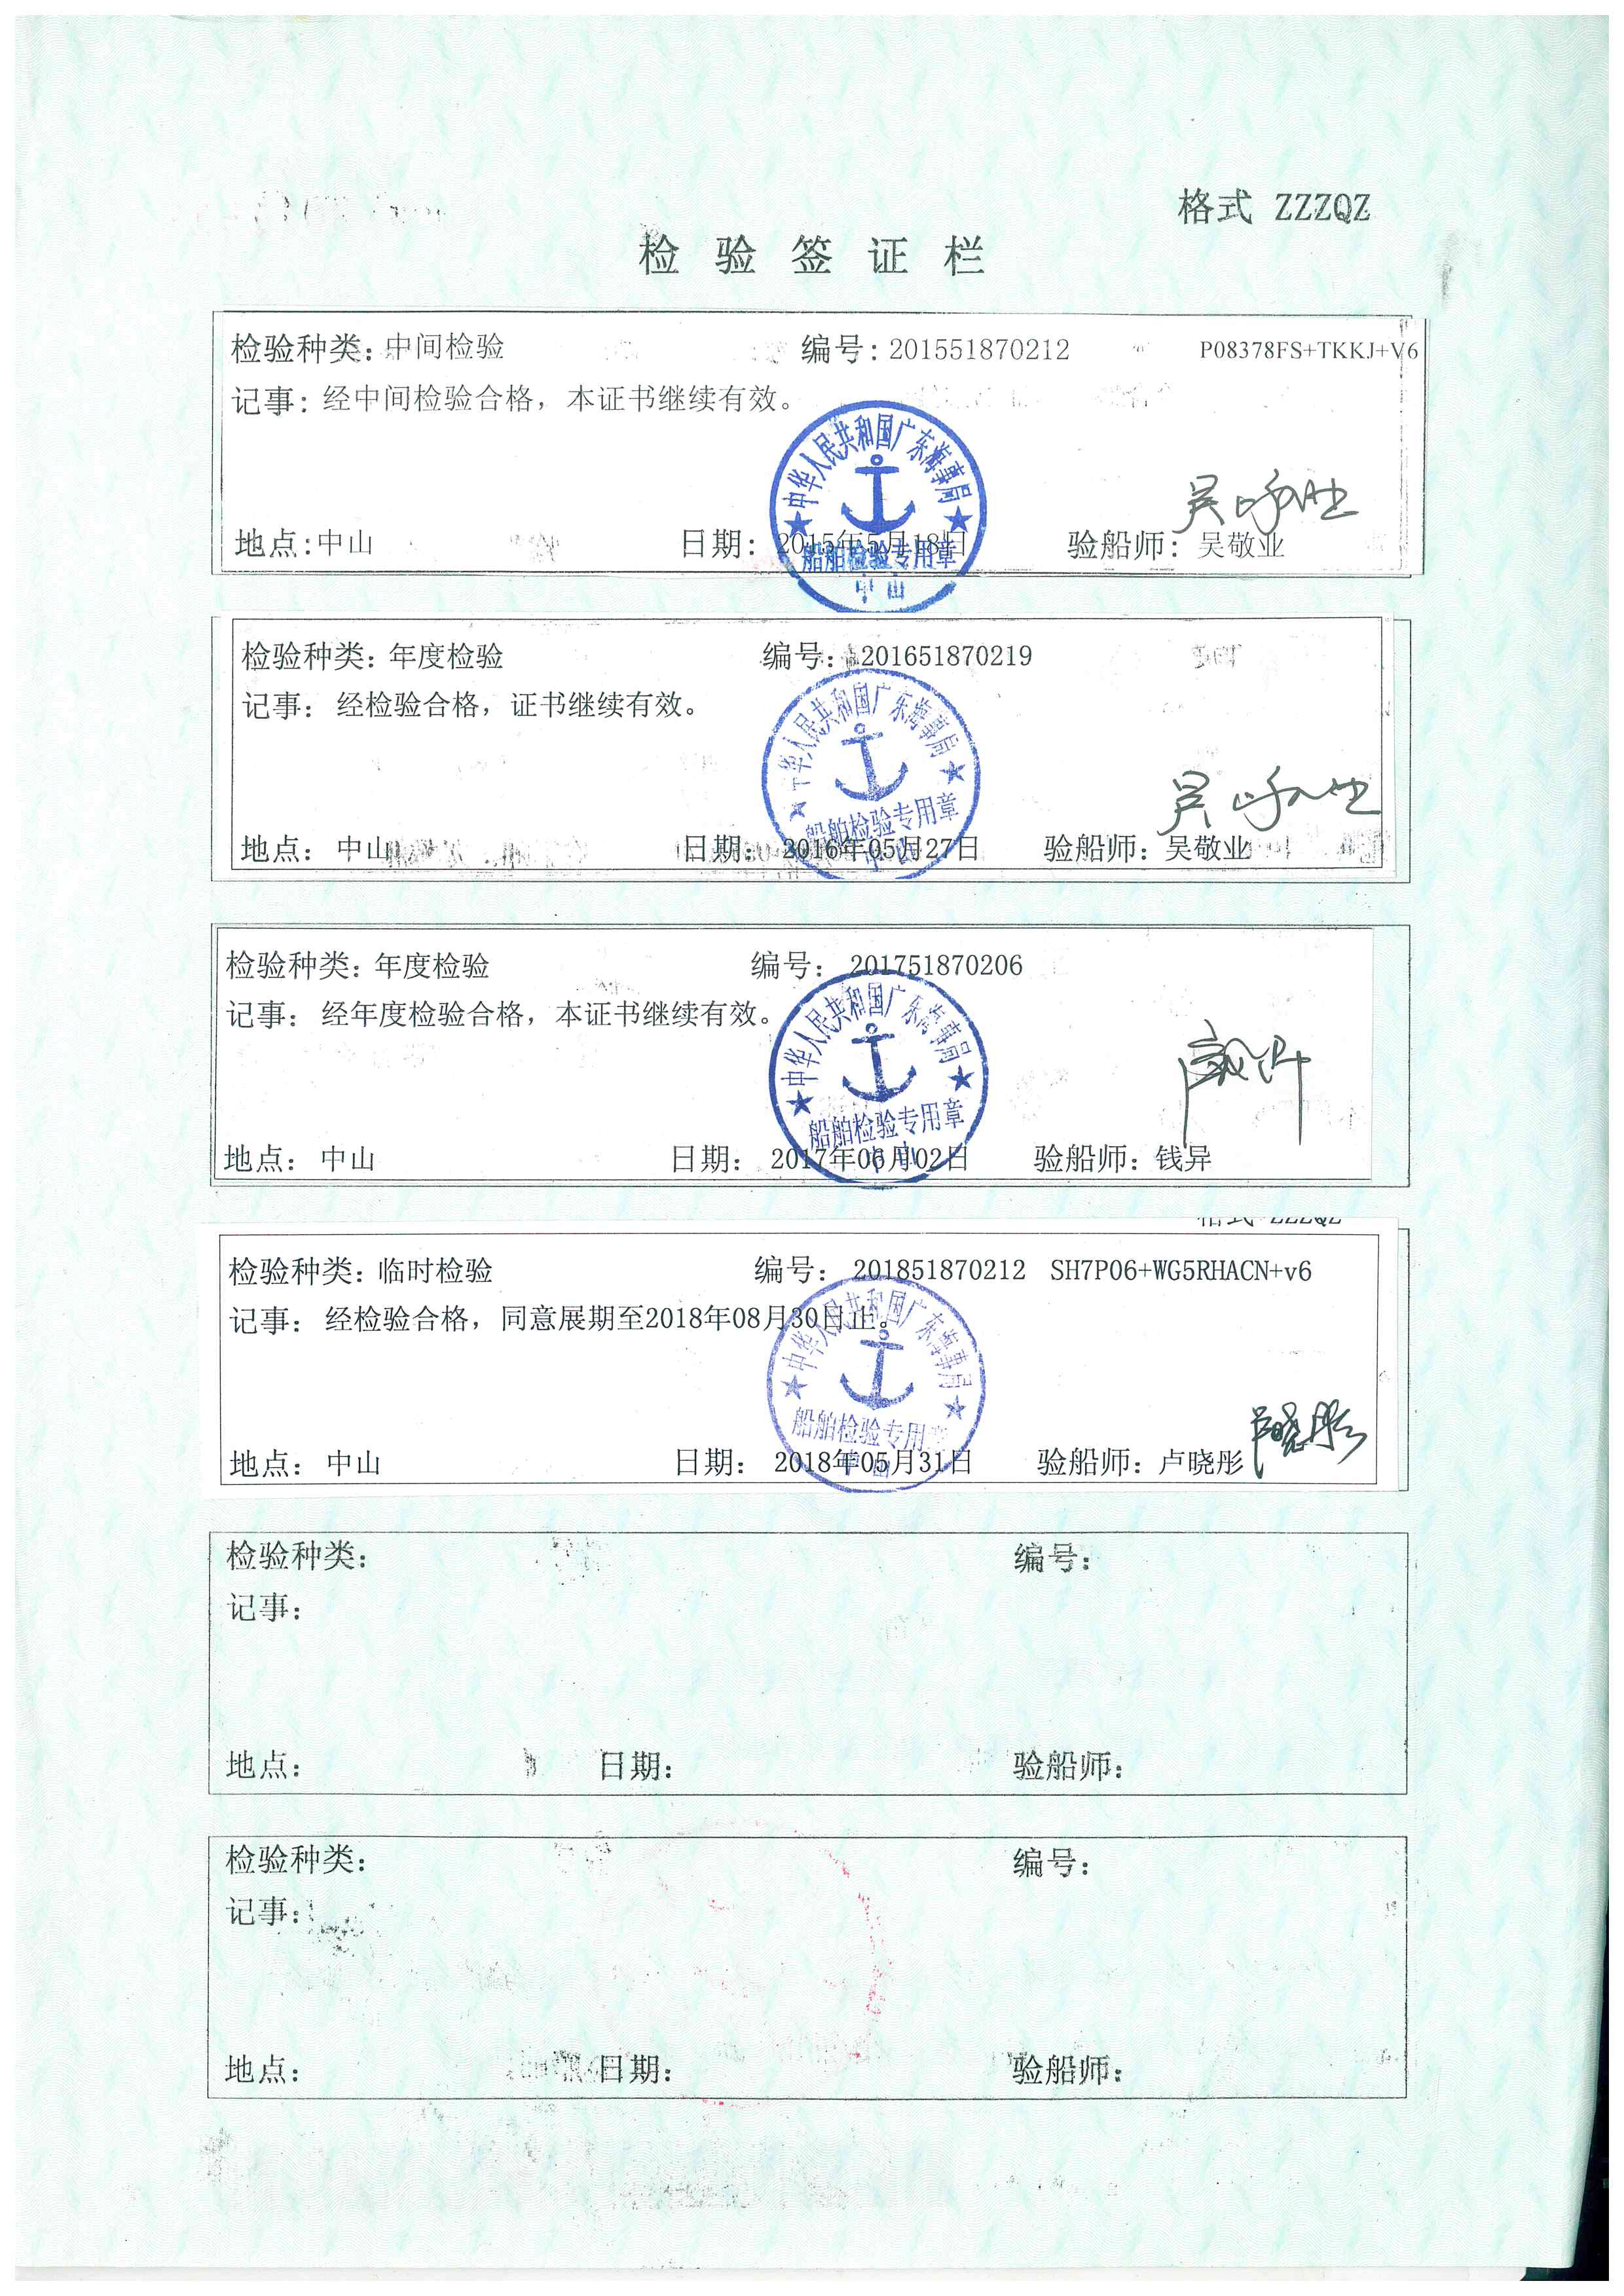 格式 ZZZQZ
检验签证栏
检验种类: 中间检验 编号: 201551870212 P08378FS+TKKJ+V6
记事: 经中间检验合格, 本证书继续有效。
中华人民共和国广东海事局
船舶检验专用章
中山
地点:中山 日期: 2015年5月18日 验船师: 吴敬业
检验种类: 年度检验 编号: 201651870219
记事: 经检验合格, 证书继续有效。
中华人民共和国广东海事局
船舶检验专用章
中山
地点: 中山 日期: 2016年05月27日 验船师: 吴敬业
检验种类: 年度检验 编号: 201751870206
记事: 经年度检验合格, 本证书继续有效。
中华人民共和国广东海事局
船舶检验专用章
中山
地点: 中山 日期: 2017年06月02日 验船师: 钱异
格式 ZZZQZ
检验种类: 临时检验 编号: 201851870212 SH7P06+WG5RHACN+v6
记事: 经检验合格, 同意展期至2018年08月30日止。
中华人民共和国广东海事局
船舶检验专用章
中山
地点: 中山 日期: 2018年05月31日 验船师: 卢晓彤 卢晓彤
检验种类: 编号:
记事:
地点: 日期: 验船师:
检验种类: 编号:
记事:
地点: 日期: 验船师: